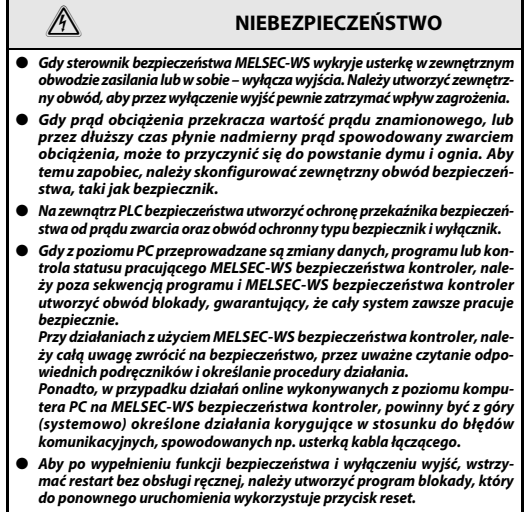 NIEBEZPIECZEŃSTWO
● Gdy sterownik bezpieczeństwa MELSEC-WS wykryje usterkę w zewnętrznym
obwodzie zasilania lub w sobie – wyłącza wyjścia. Należy utworzyć zewnętrz-
ny obwód, aby przez wyłączenie wyjść pewnie zatrzymać wpływ zagrożenia.
● Gdy prąd obciążenia przekracza wartość prądu znamionowego, lub
przez dłuższy czas płynie nadmierny prąd spowodowany zwarciem
obciążenia, może to przyczynić się do powstanie dymu i ognia. Aby
temu zapobiec, należy skonfigurować zewnętrzny obwód bezpieczeń-
stwa, taki jak bezpiecznik.
● Na zewnątrz PLC bezpieczeństwa utworzyć ochronę przekaźnika bezpieczeń-
stwa od prądu zwarcia oraz obwód ochronny typu bezpiecznik i wyłącznik.
● Gdy z poziomu PC przeprowadzane są zmiany danych, programu lub kon-
trola statusu pracującego MELSEC-WS bezpieczeństwa kontroler, nale-
ży poza sekwencją programu i MELSEC-WS bezpieczeństwa kontroler
utworzyć obwód blokady, gwarantujący, że cały system zawsze pracuje
bezpiecznie.
Przy działaniach z użyciem MELSEC-WS bezpieczeństwa kontroler, nale-
ży całą uwagę zwrócić na bezpieczeństwo, przez uważne czytanie odpo-
wiednich podręczników i określanie procedury działania.
Ponadto, w przypadku działań online wykonywanych z poziomu kompu-
tera PC na MELSEC-WS bezpieczeństwa kontroler, powinny być z góry
(systemowo) określone działania korygujące w stosunku do błędów
komunikacyjnych, spowodowanych np. usterką kabla łączącego.
● Aby po wypełnieniu funkcji bezpieczeństwa i wyłączeniu wyjść, wstrzy-
mać restart bez obsługi ręcznej, należy utworzyć program blokady, który
do ponownego uruchomienia wykorzystuje przycisk reset.